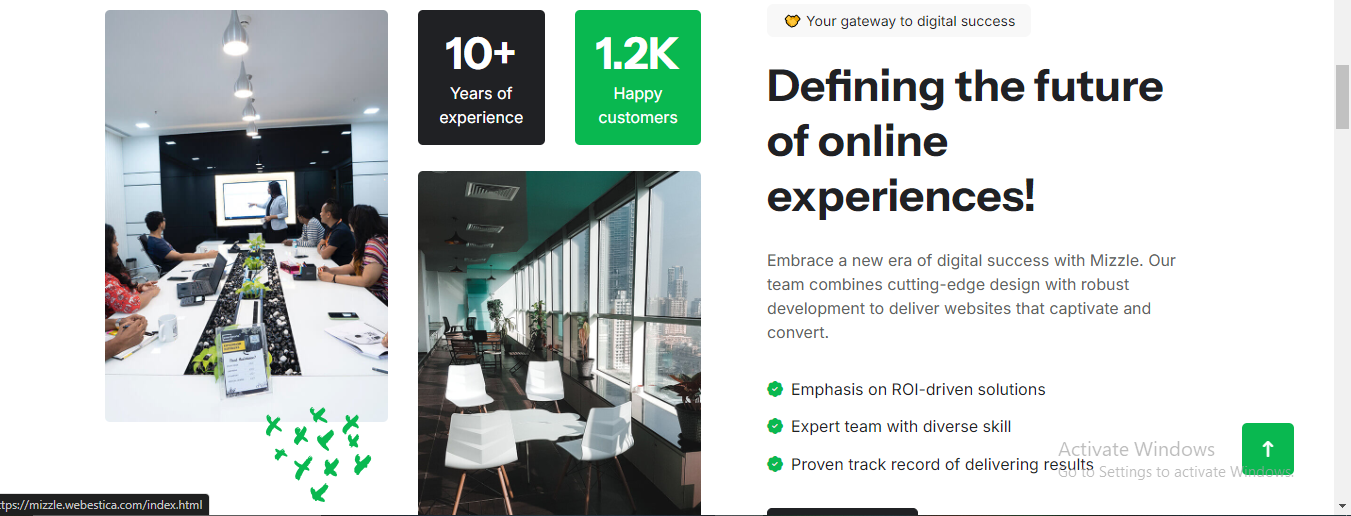 10+
Years of
experience
1.2K
Happy
customers
Your gateway to digital success
Defining the future
of online
experiences!
Embrace a new era of digital success with Mizzle. Our
team combines cutting-edge design with robust
development to deliver websites that captivate and
convert.
Emphasis on ROI-driven solutions
Expert team with diverse skill
Proven track record of delivering results
Activate Windows
Go to Settings to activate Windows.
ttps://mizzle.webestica.com/index.html